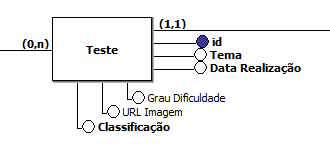 (1,1)
(0,n)
Teste
id
Tema
Data Realização
Grau Dificuldade
URL Imagem
Classificação